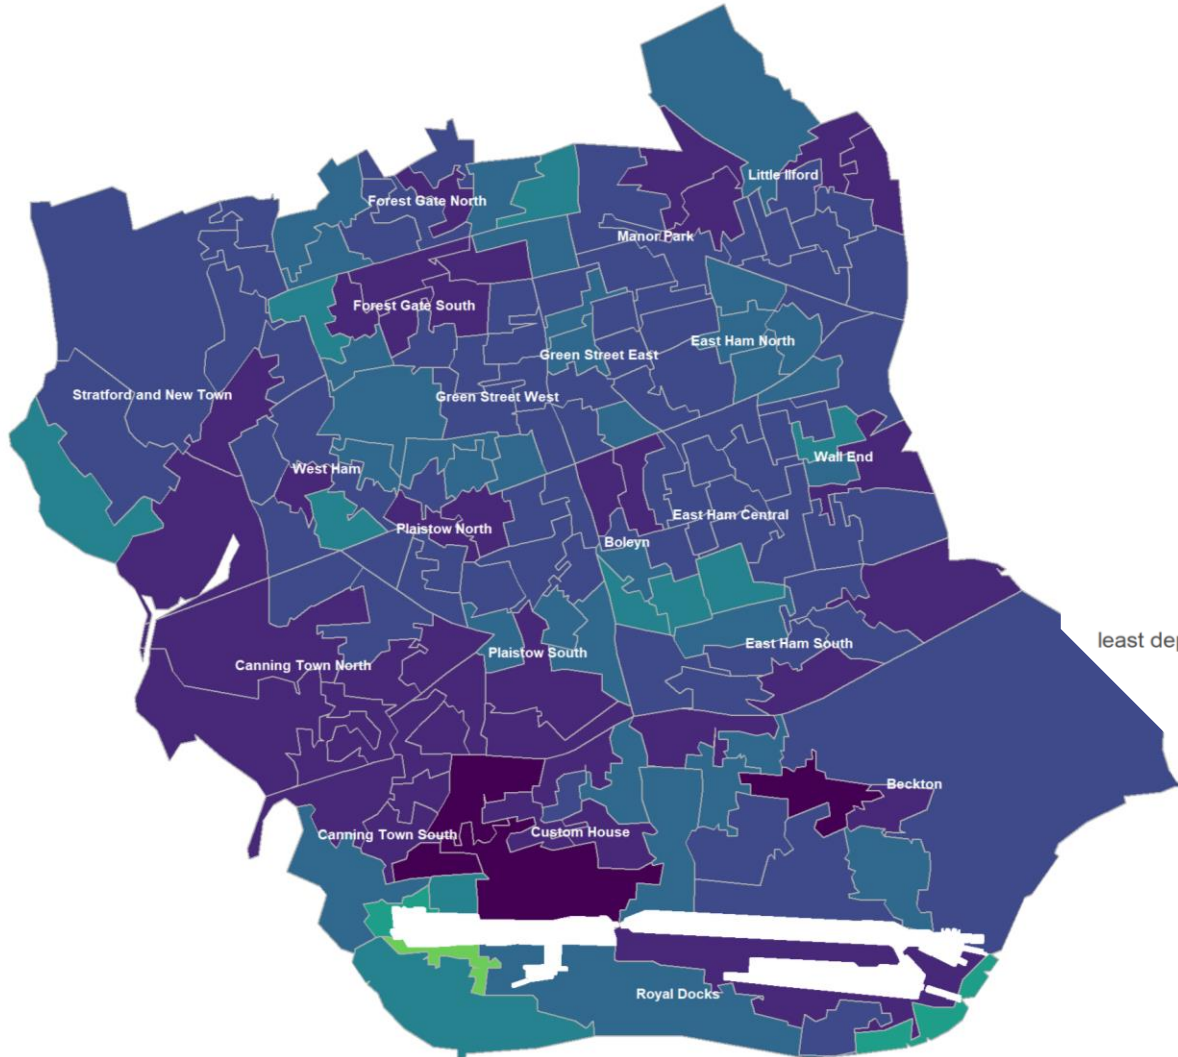 Little Ilford
Forest Gate North
Manor Park
Forest Gate South
East Ham North
Green Street East
Stratford and New Town
Green Street West
Wall End
West Ham
East Ham Central
Plaistow North
Boleyn
least dep
East Ham South
Plaistow South
Canning Town North
Beckton
Custom House
Canning Town South
Royal Docks